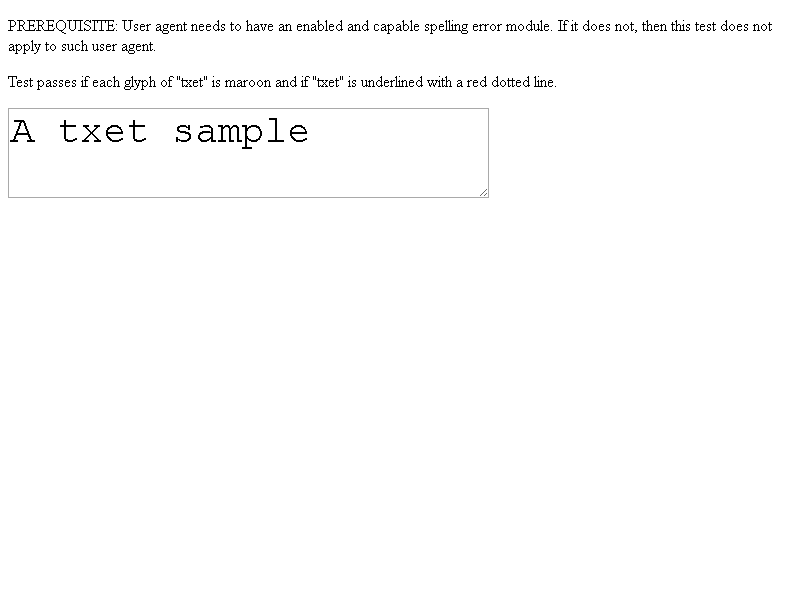 PREREQUISITE: User agent needs to have an enabled and capable spelling error module. If it does not, then this test does not
apply to such user agent.
Test passes if each glyph of "txet" is maroon and if "txet" is underlined with a red dotted line.
A txet sample